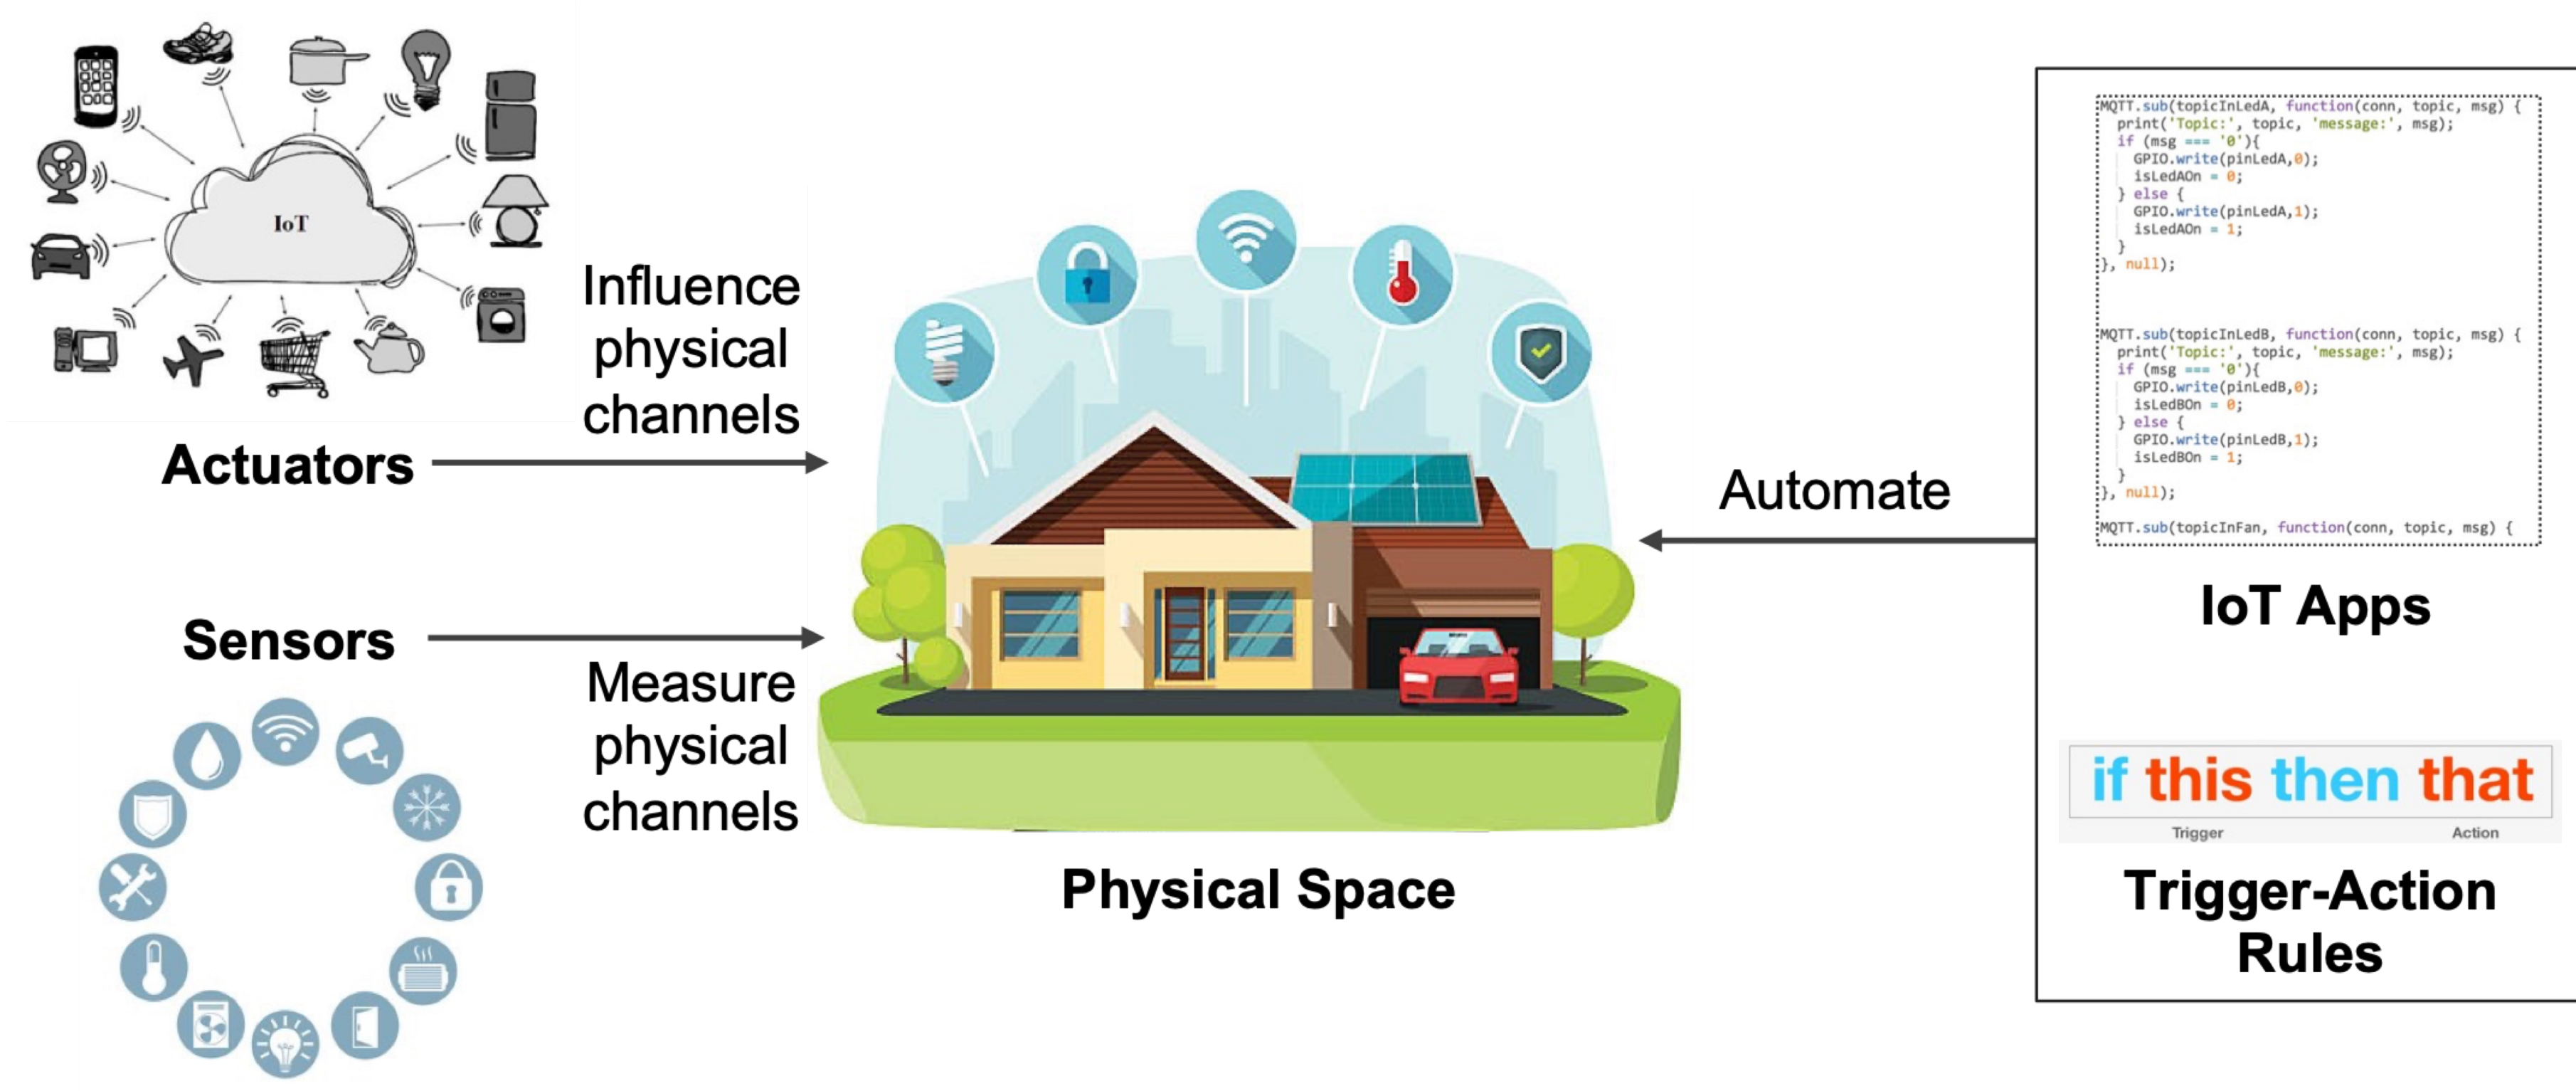 IoT
Actuators
Influence
physical
channels
Sensors
Measure
physical
channels
Physical Space
Automate
MQTT.sub(topicInLedA, function(conn, topic, msg) {
  print('Topic:', topic, 'message:', msg);
  if (msg === '0'){
    GPIO.write(pinLedA,0);
    isLedAOn = 0;
  } else {
    GPIO.write(pinLedA,1);
    isLedAOn = 1;
  }
}, null);
MQTT.sub(topicInLedB, function(conn, topic, msg) {
  print('Topic:', topic, 'message:', msg);
  if (msg === '0'){
    GPIO.write(pinLedB,0);
    isLedBOn = 0;
  } else {
    GPIO.write(pinLedB,1);
    isLedBOn = 1;
  }
}, null);
MQTT.sub(topicInFan, function(conn, topic, msg) {
IoT Apps
if this then that
Trigger Action
Trigger-Action
Rules